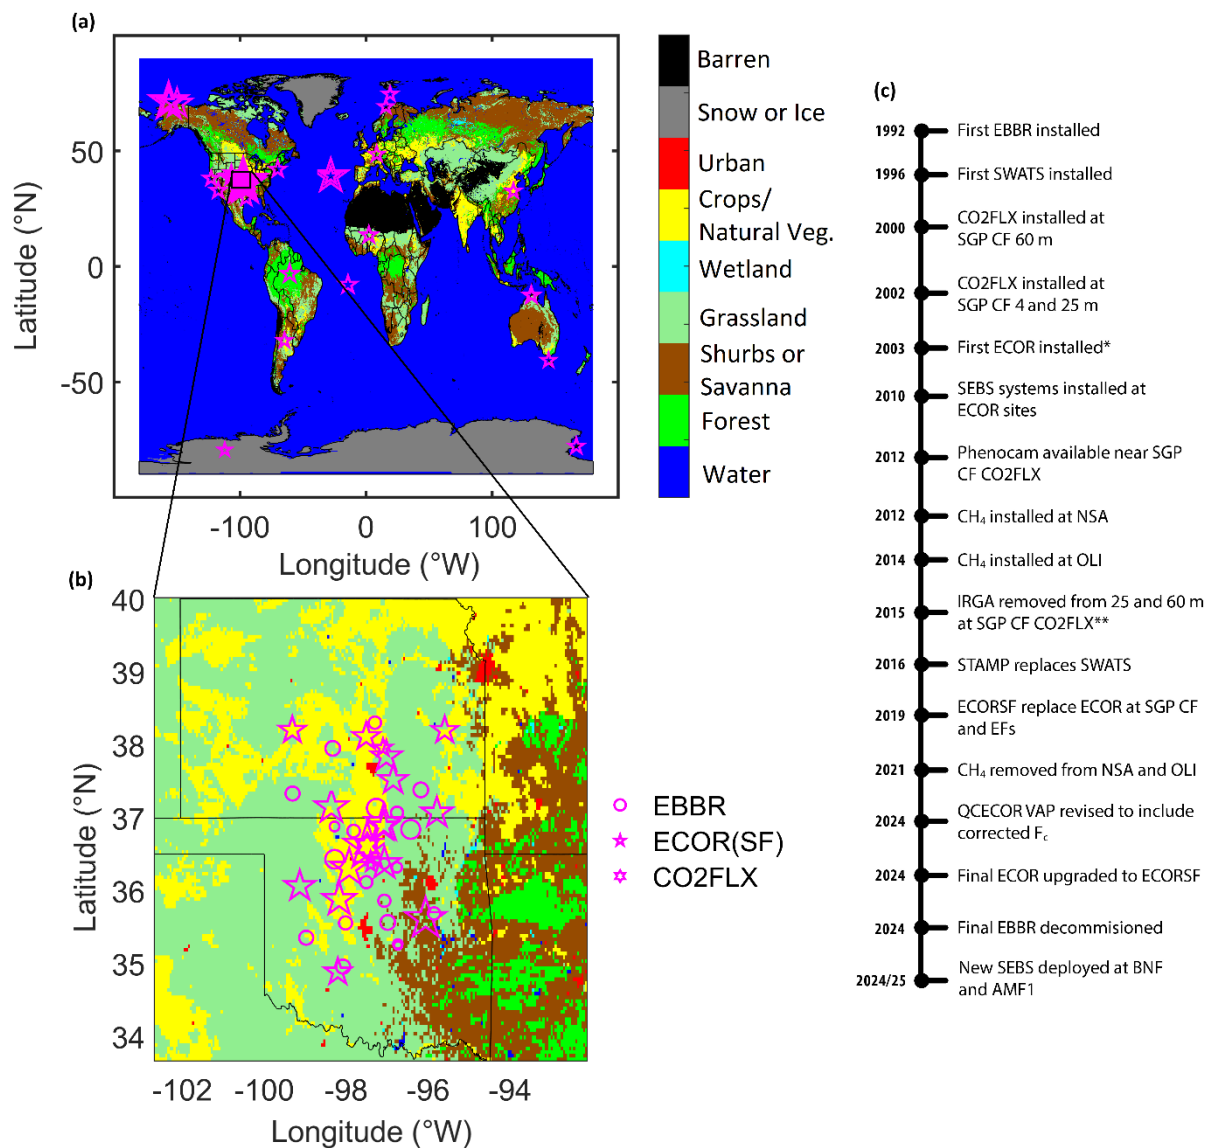 (a)
Latitude (°N)
50
0
-50
-100
0
100
Longitude (°W)
Barren
Snow or Ice
Urban
Crops/
Natural Veg.
Wetland
Grassland
Shurbs or
Savanna
Forest
Water
(b)
Latitude (°N)
40
39
38
37
36
35
34
-102
-100
-98
-96
-94
Longitude (°W)
EBBR
ECOR(SF)
CO2FLX
(c)
1992 First EBBR installed
1996 First SWATS installed
2000 CO2FLX installed at
SGP CF 60 m
2002 CO2FLX installed at
SGP CF 4 and 25 m
2003 First ECOR installed*
2010 SEBS systems installed at
ECOR sites
2012 Phenocam available near SGP
CF CO2FLX
2012 CH₄ installed at NSA
2014 CH₄ installed at OLI
2015 IRGA removed from 25 and 60 m
at SGP CF CO2FLX**
2016 STAMP replaces SWATS
2019 ECORSF replace ECOR at SGP CF
and EFs
2021 CH₄ removed from NSA and OLI
2024 QCECOR VAP revised to include
corrected F꜀
2024 Final ECOR upgraded to ECORSF
2024 Final EBBR decommisioned
2024/25 New SEBS deployed at BNF
and AMF1